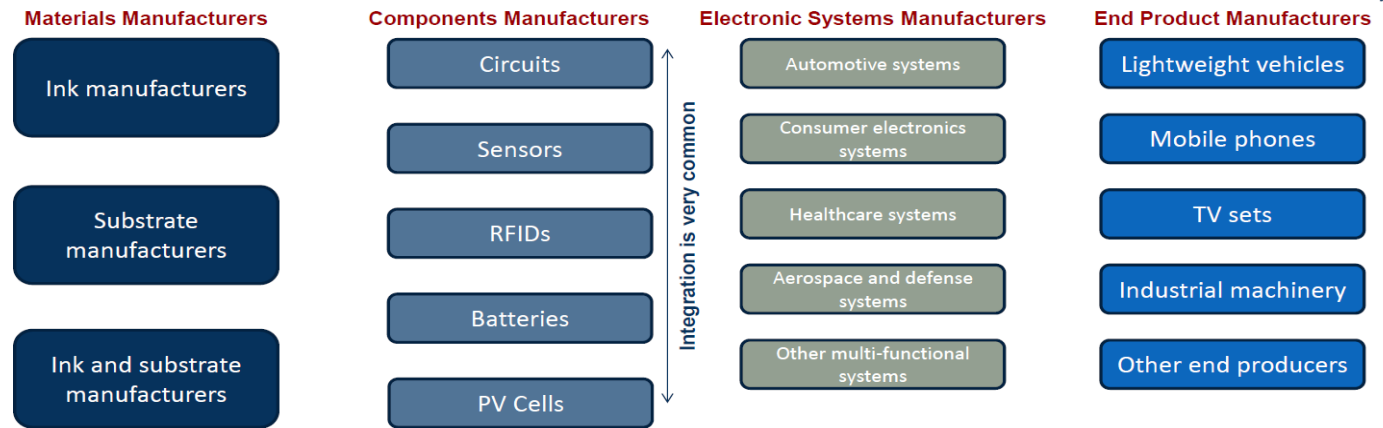 Materials Manufacturers
Ink manufacturers
Substrate
manufacturers
Ink and substrate
manufacturers
Components Manufacturers
Circuits
Sensors
RFIDs
Batteries
PV Cells
Integration is very common
Electronic Systems Manufacturers
Automotive systems
Consumer electronics
systems
Healthcare systems
Aerospace and defense
systems
Other multi-functional
systems
End Product Manufacturers
Lightweight vehicles
Mobile phones
TV sets
Industrial machinery
Other end producers